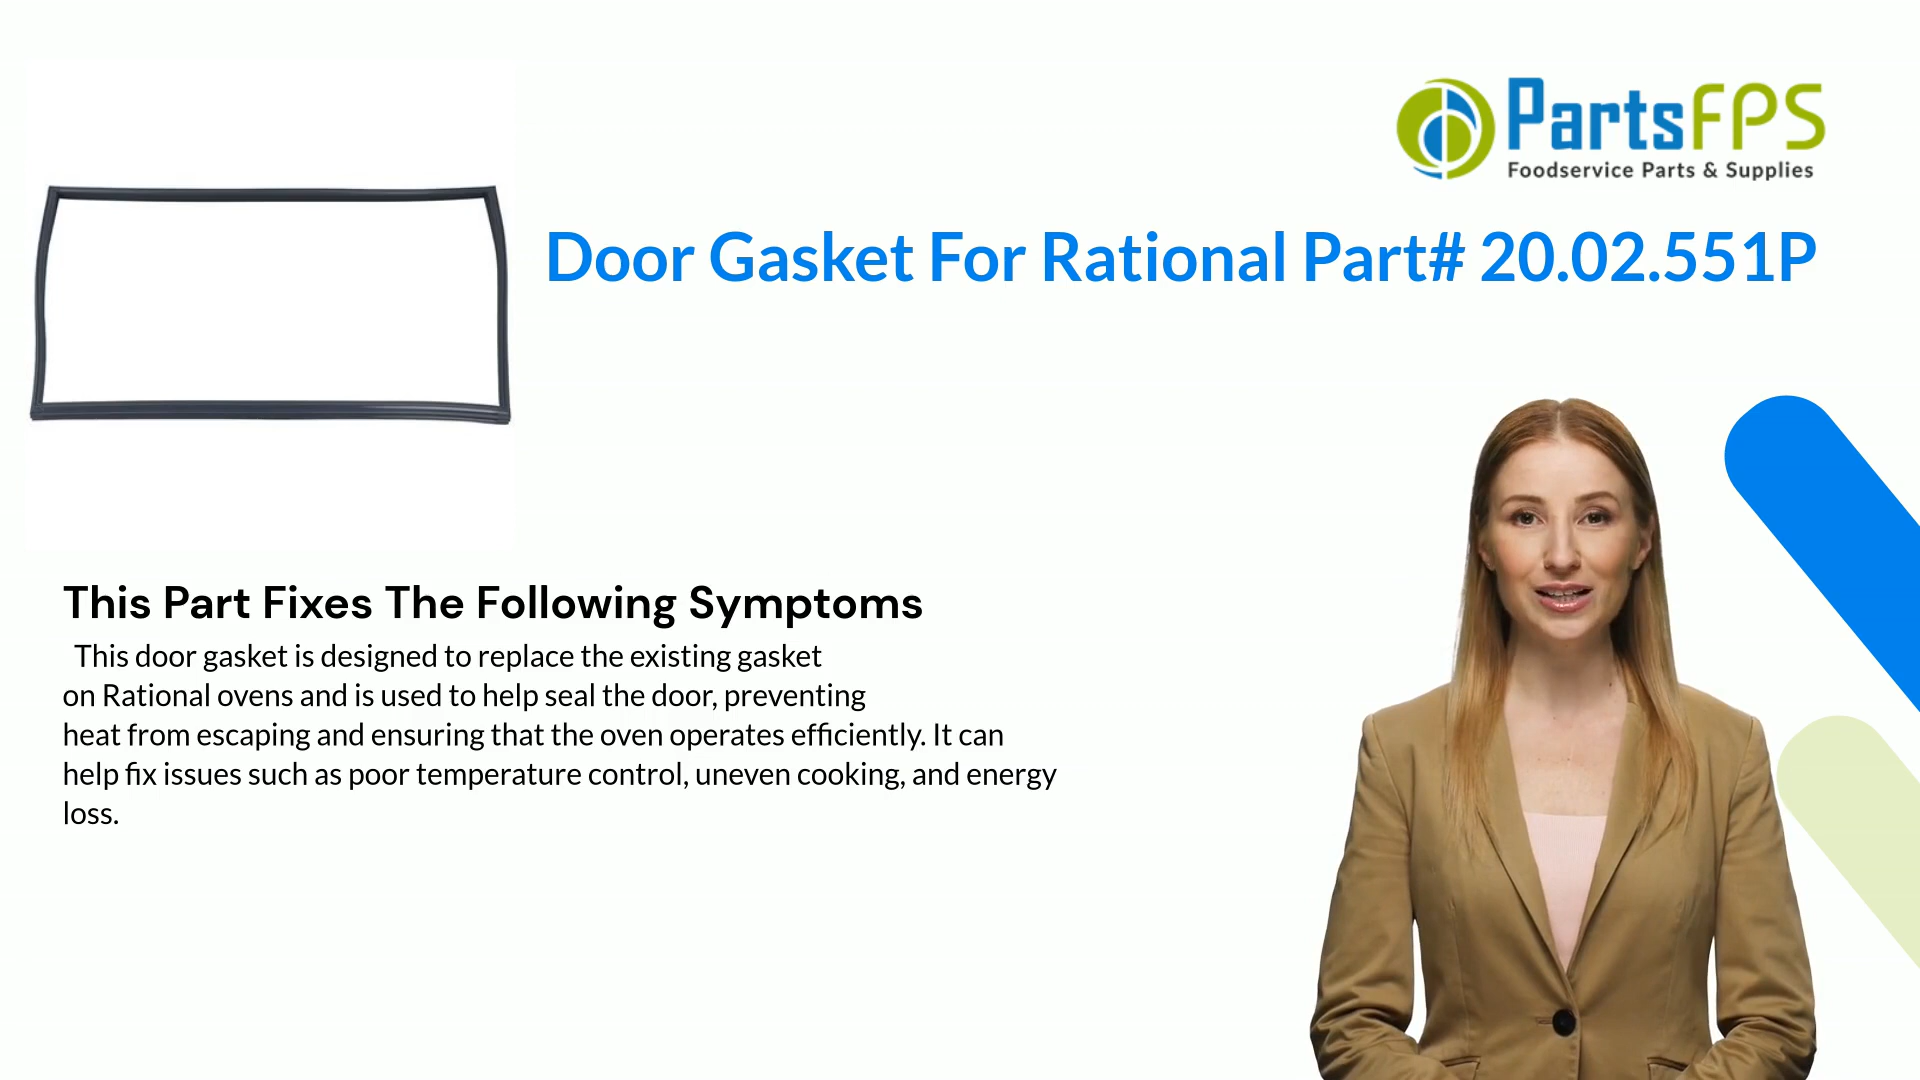 PartsFPS
Foodservice Parts & Supplies
Door Gasket For Rational Part# 20.02.551P
This Part Fixes The Following Symptoms
This door gasket is designed to replace the existing gasket
on Rational ovens and is used to help seal the door, preventing
heat from escaping and ensuring that the oven operates efficiently. It can
help fix issues such as poor temperature control, uneven cooking, and energy
loss.